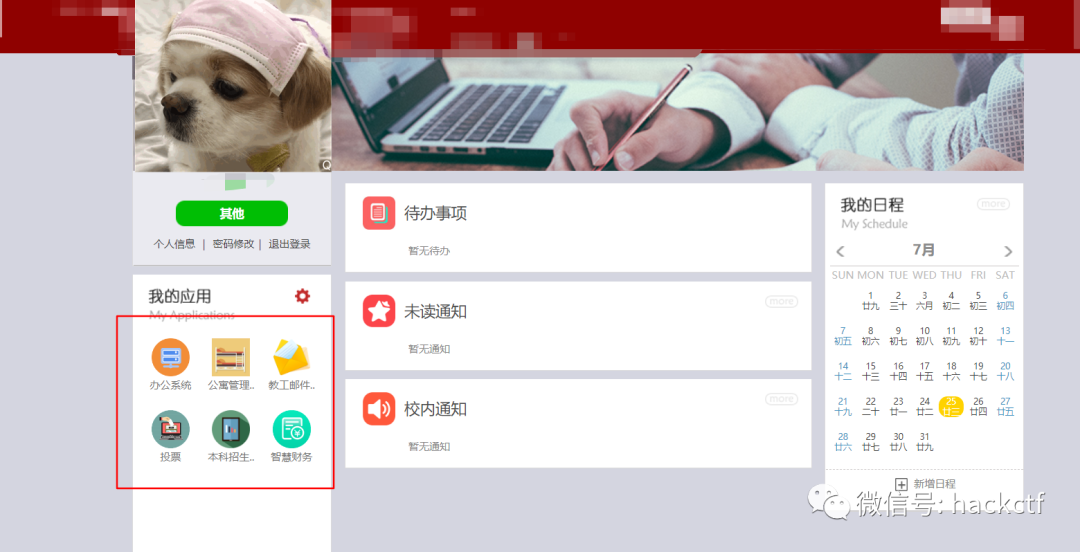 Q
其他
个人信息 | 密码修改 | 退出登录
我的应用
My Applications
办公系统 公寓管理.. 教工邮件..
投票 本科招生.. 智慧财务
待办事项
暂无待办
未读通知
more
暂无通知
校内通知
more
暂无通知
我的日程
more
My Schedule
7月
SUN MON TUE WED THU FRI SAT
1 2 3 4 5 6
廿九 三十 六月 初二 初三 初四
7 8 9 10 11 12 13
初五 初六 初七 初八 初九 初十 十一
14 15 16 17 18 19 20
十二 十三 十四 十五 十六 十七 十八
21 22 23 24 25 26 27
十九 二十 廿一 廿二 廿三 廿四 廿五
28 29 30 31
廿六 廿七 廿八 廿九
新增日程
微信号: hackctf